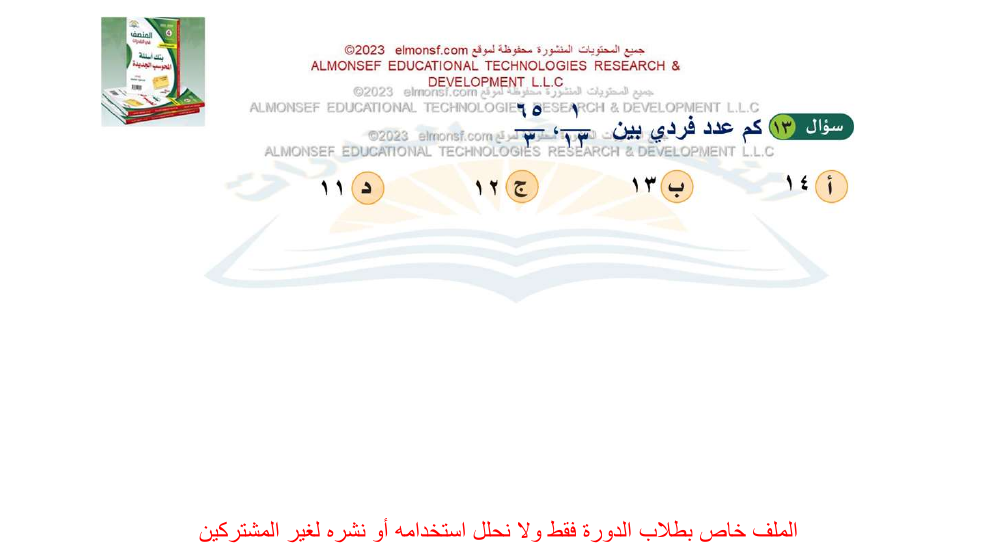 جميع المحتويات المنشورة محفوظة لموقع elmonsf.com ©2023
ALMONSEF EDUCATIONAL TECHNOLOGIES RESEARCH &
DEVELOPMENT L.L.C
جميع المحتويات المنشورة محفوظة لموقع elmonsf.com ©2023
ALMONSEF EDUCATIONAL TECHNOLOGIES RESEARCH & DEVELOPMENT L.L.C
سؤال ١٣ كم عدد فردي بين ١/١٣ ، ٦٥/٣
جميع المحتويات المنشورة محفوظة لموقع elmonsf.com ©2023
ALMONSEF EDUCATIONAL TECHNOLOGIES RESEARCH & DEVELOPMENT L.L.C
أ ١٤ ب ١٣ ج ١٢ د ١١
المنصف
بنك أسئلة
المحوسب الجديدة
الملف خاص بطلاب الدورة فقط ولا نحلل استخدامه أو نشره لغير المشتركين